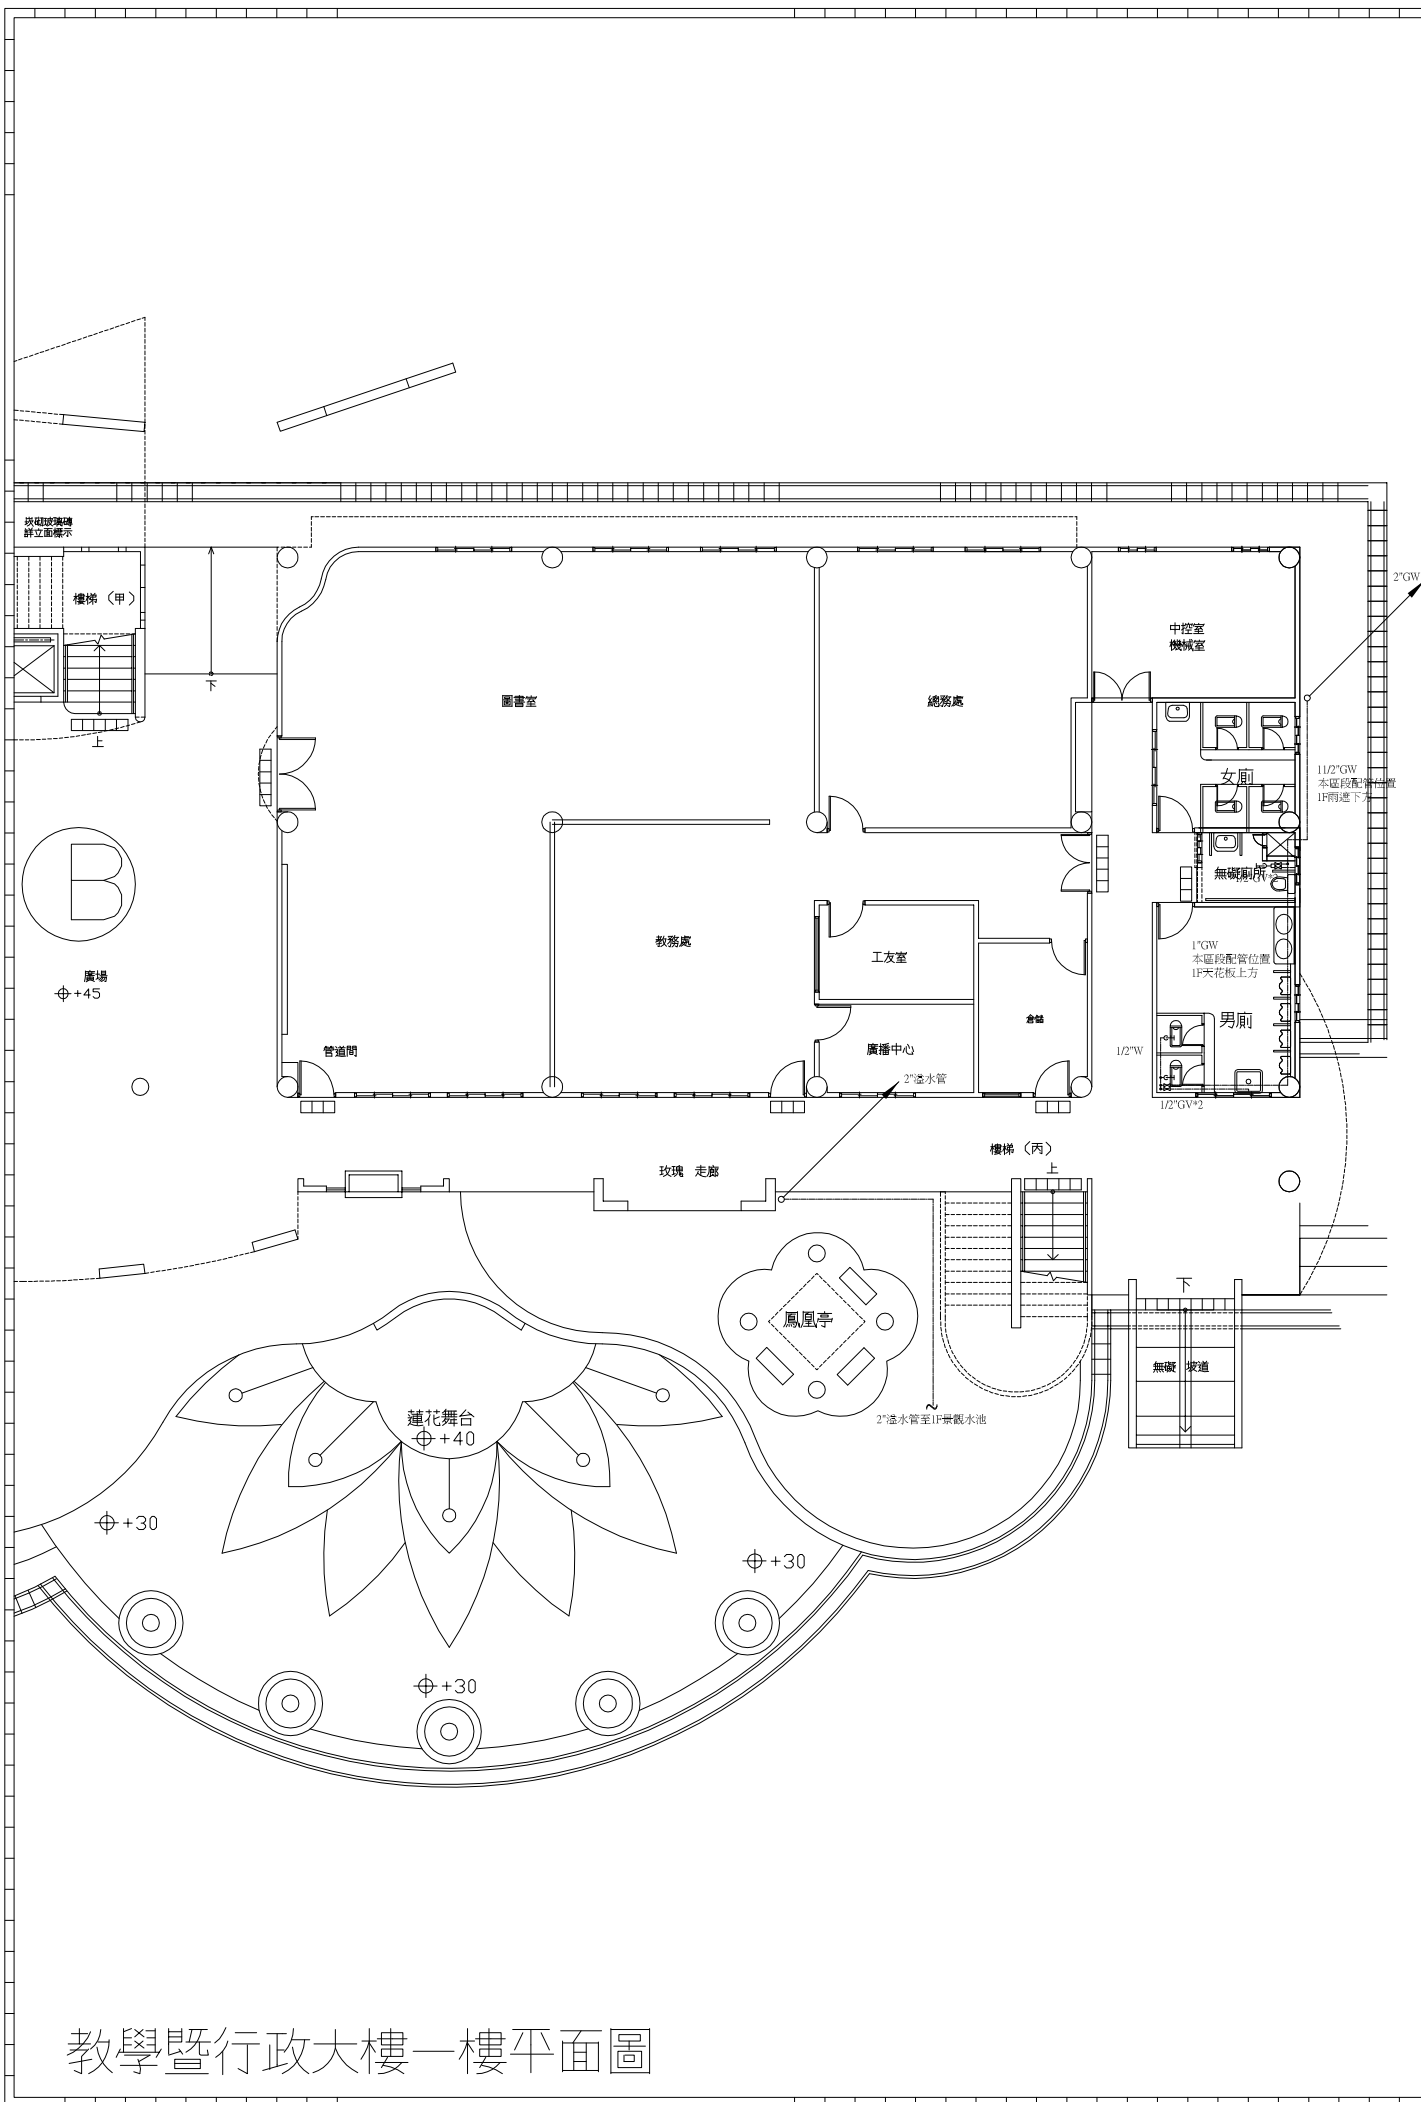 崁砌玻璃磚
詳立面標示
樓梯 （甲）
上
下
圖書室
總務處
中控室
機械室
2"GW
女廁
11/2"GW
本區段配管位置
1F雨遮下方
B
無礙廁所
1/2"GV*2
廣場
+45
教務處
工友室
1"GW
本區段配管位置
1F天花板上方
男廁
倉儲
管道間
廣播中心
1/2"W
2"溢水管
1/2"GV*2
玫瑰 走廊
樓梯 （丙）
上
下
鳳凰亭
無礙 坡道
蓮花舞台
+40
2"溢水管至1F景觀水池
+30
+30
+30
教學暨行政大樓一樓平面圖